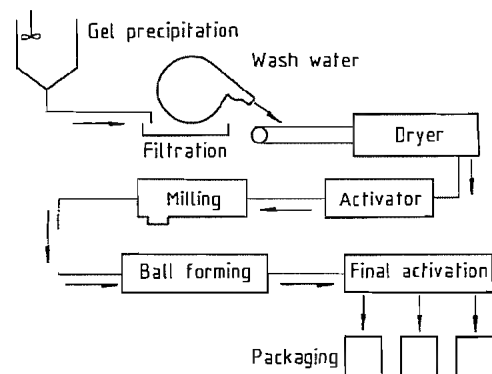 Gel precipitation
Wash water
Filtration
Dryer
Milling
Activator
Ball forming
Final activation
Packaging